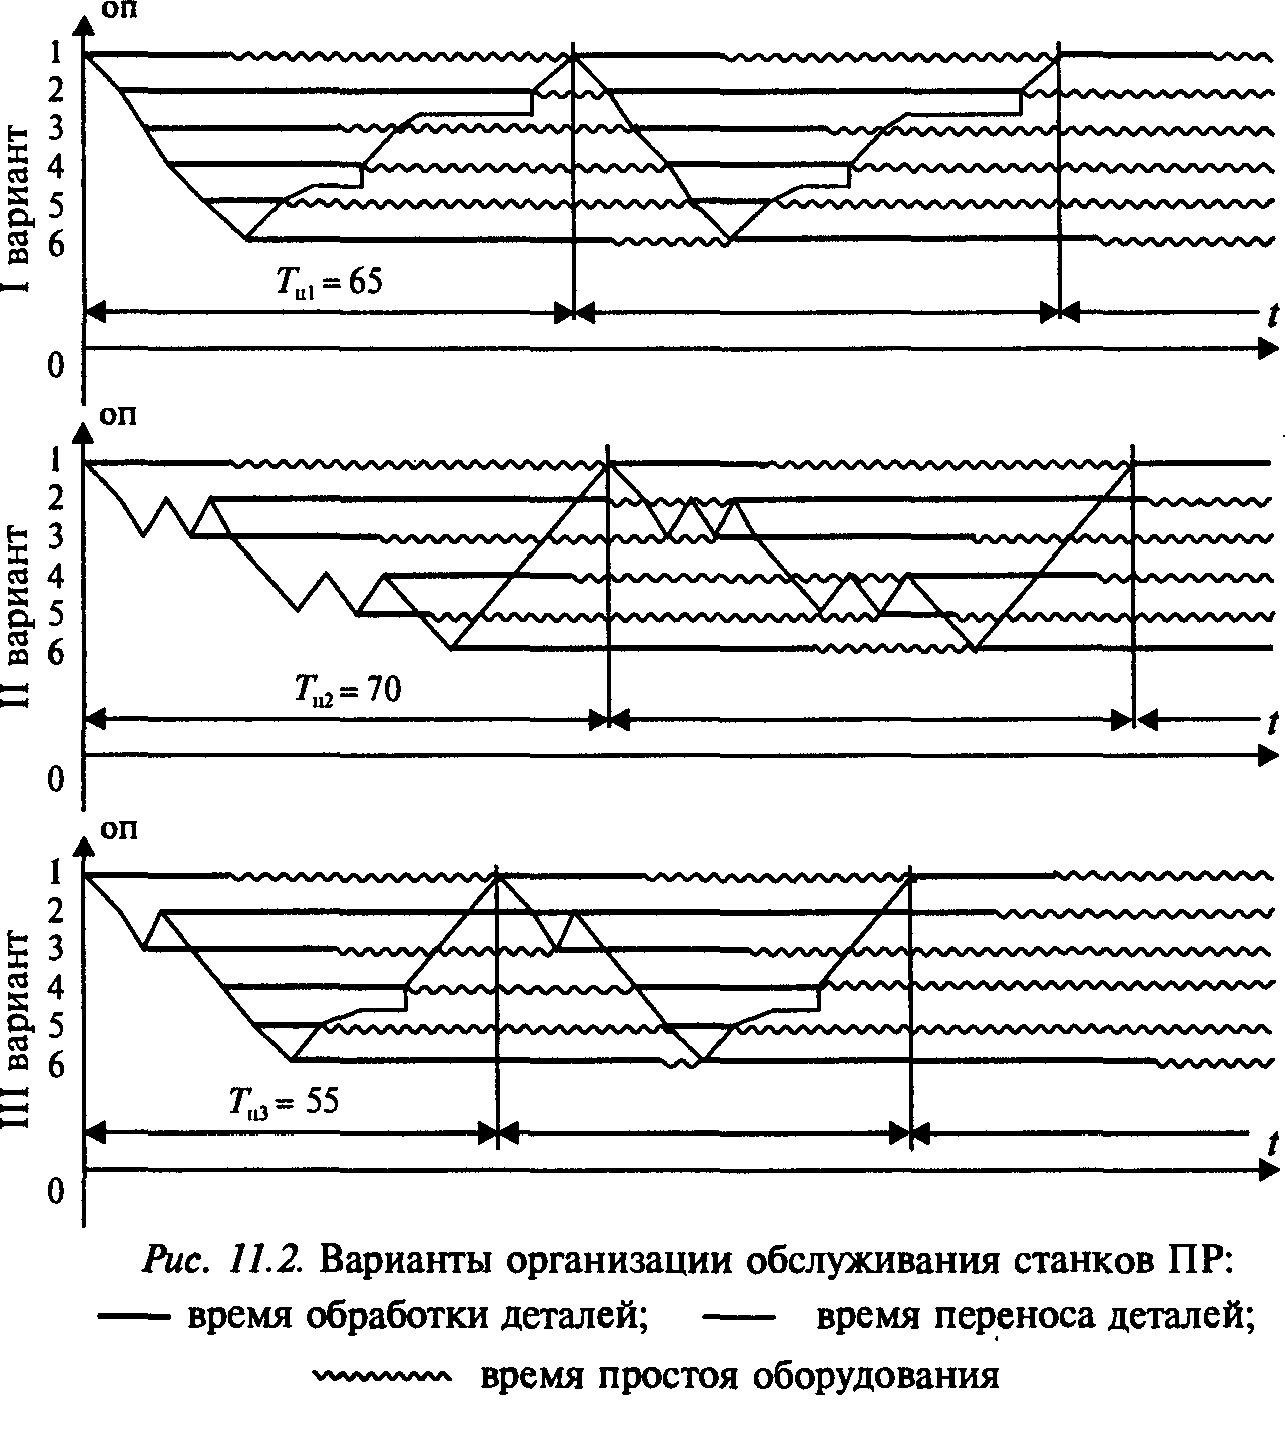 оп
1
2
3
4
5
6
I вариант
Tц1 = 65
t
0
оп
1
2
3
4
5
6
II вариант
Tц2 = 70
t
0
оп
1
2
3
4
5
6
III вариант
Tц3 = 55
t
0
Рис. 11.2. Варианты организации обслуживания станков ПР:
время обработки деталей; время переноса деталей;
время простоя оборудования